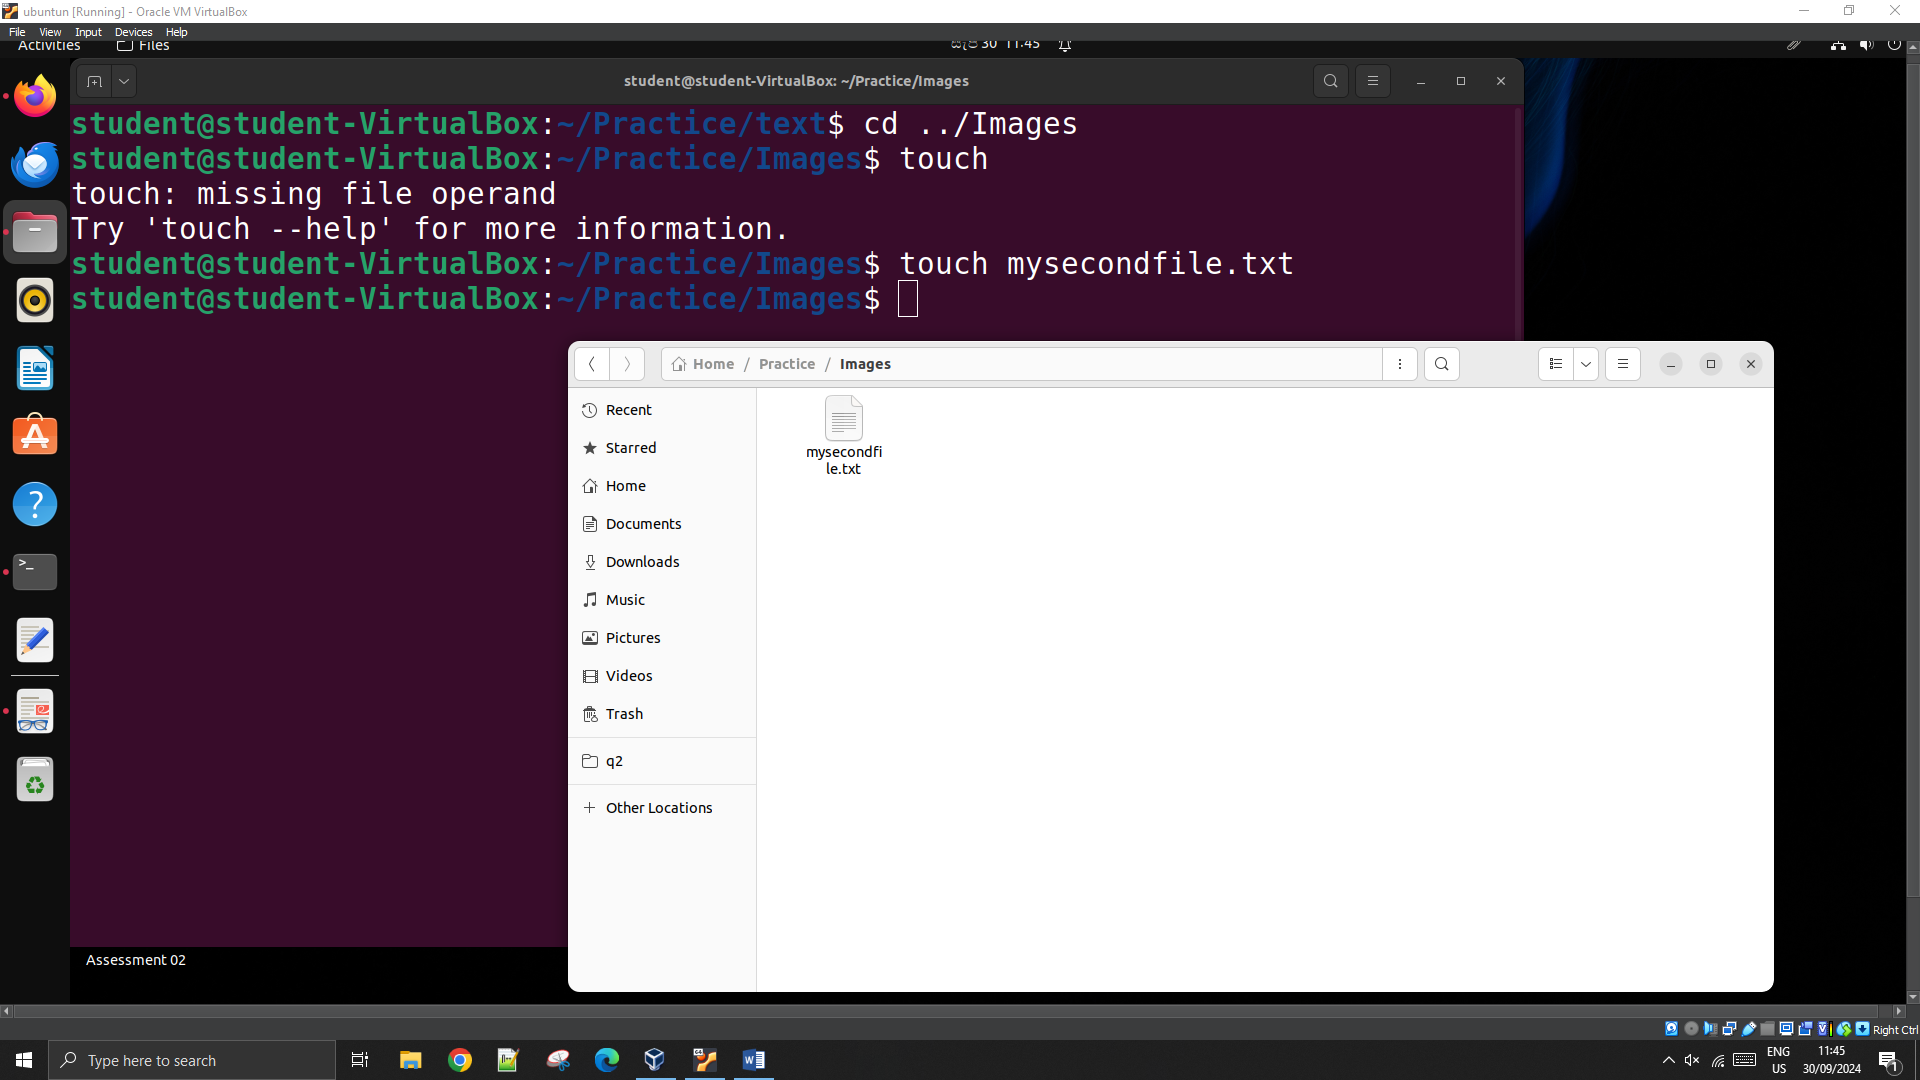 ubuntun [Running] - Oracle VM VirtualBox
File View Input Devices Help
Activities Files 30 11:45
student@student-VirtualBox: ~/Practice/Images
student@student-VirtualBox:~/Practice/text$ cd ../Images
student@student-VirtualBox:~/Practice/Images$ touch
touch: missing file operand
Try 'touch --help' for more information.
student@student-VirtualBox:~/Practice/Images$ touch mysecondfile.txt
student@student-VirtualBox:~/Practice/Images$
Home / Practice / Images
Recent
Starred
Home
Documents
Downloads
Music
Pictures
Videos
Trash
q2
Other Locations
mysecondfi
le.txt
Assessment 02
Right Ctrl
Type here to search
ENG
US
11:45
30/09/2024
1